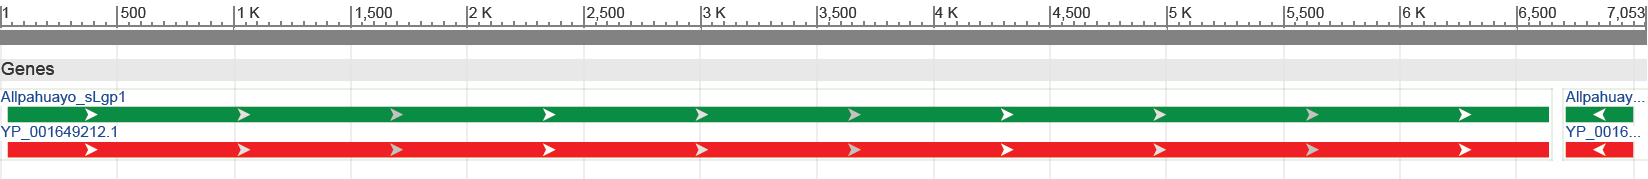 1 500 1 K 1,500 2 K 2,500 3 K 3,500 4 K 4,500 5 K 5,500 6 K 6,500 7,053
Genes
Allpahuayo_sLgp1 Allpahuay...
YP_001649212.1 YP_0016...